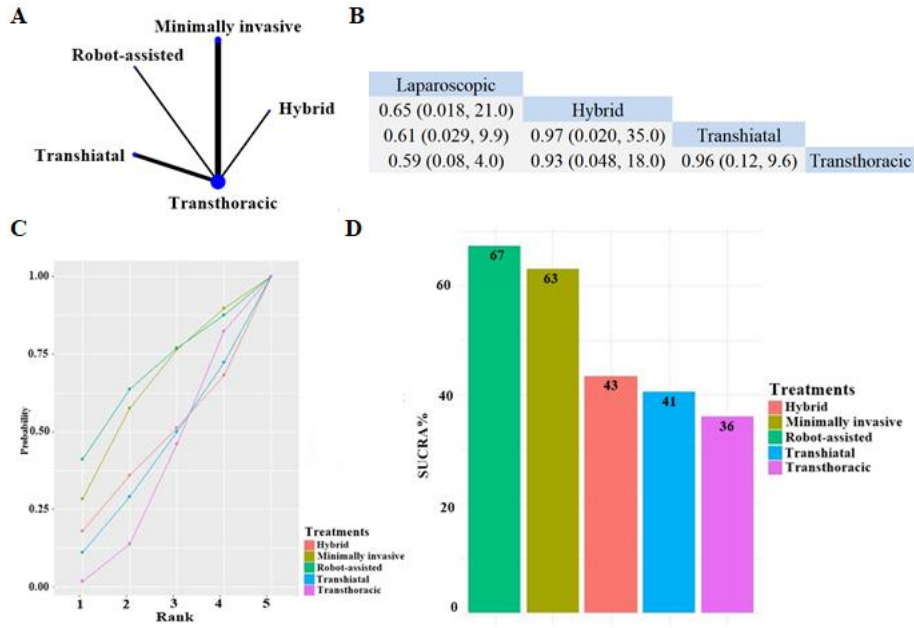 A
Minimally invasive
Robot-assisted
Hybrid
Transhiatal
Transthoracic
B
Laparoscopic
0.65 (0.018, 21.0) Hybrid
0.61 (0.029, 9.9) 0.97 (0.020, 35.0) Transhiatal
0.59 (0.08, 4.0) 0.93 (0.048, 18.0) 0.96 (0.12, 9.6) Transthoracic
C
1.00
0.75
0.50
0.25
0.00
Probability
1 2 3 4 5
Rank
Treatments
Hybrid
Minimally invasive
Robot-assisted
Transhiatal
Transthoracic
D
60
40
20
0
SUCRA%
67
63
43
41
36
Treatments
Hybrid
Minimally invasive
Robot-assisted
Transhiatal
Transthoracic